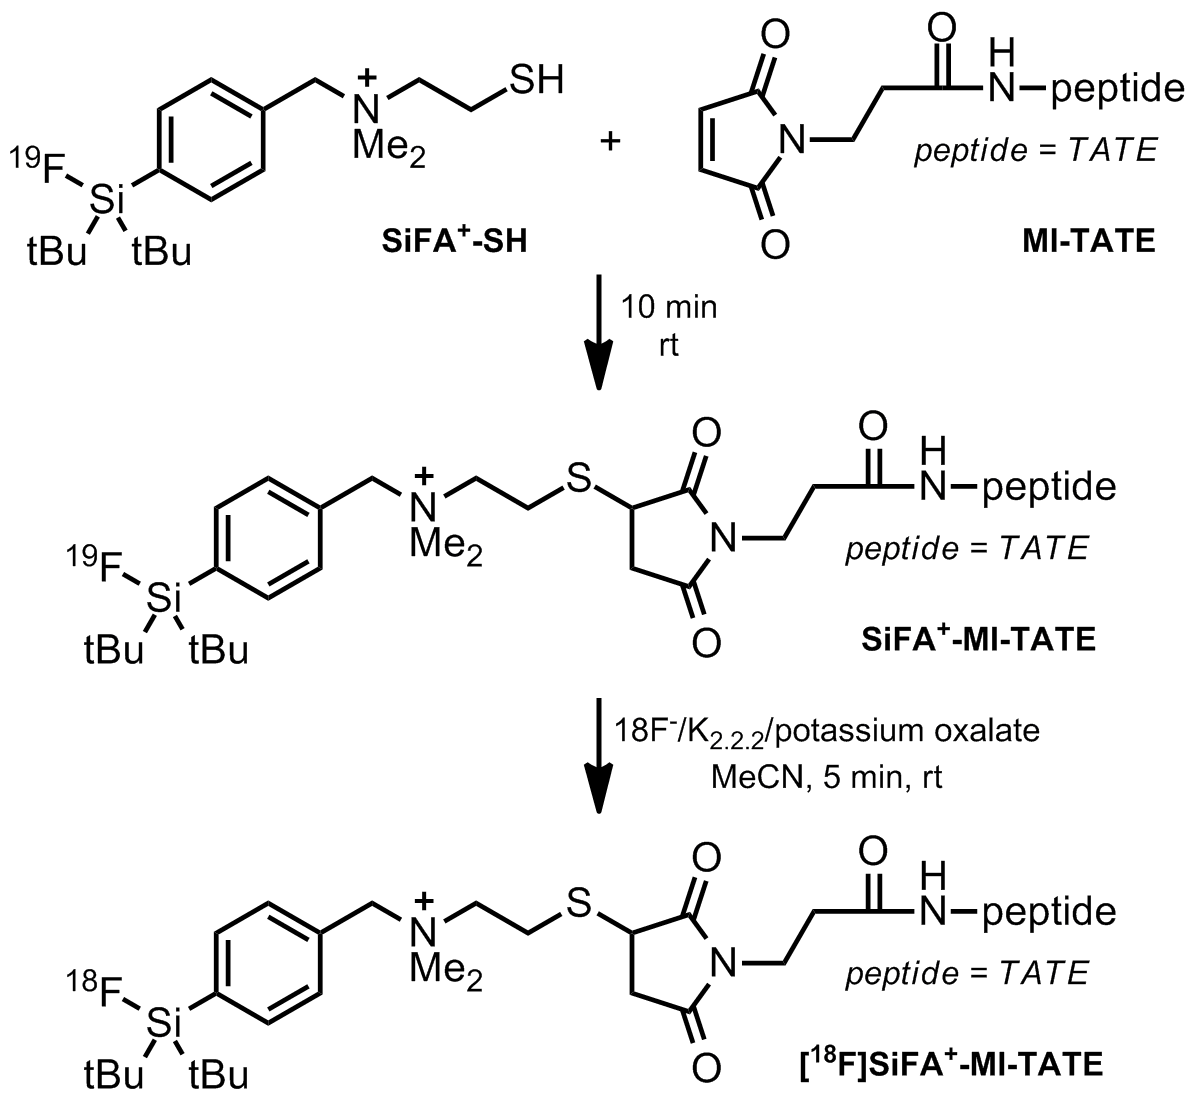 O
O
H
SH
+
N
Me2
N
N
peptide
19F
Si
+
peptide = TATE
tBu
tBu
O
SiFA+-SH
MI-TATE
10 min
rt
O
O
H
S
+
N
Me2
N
N
peptide
19F
Si
peptide = TATE
tBu
tBu
O
SiFA+-MI-TATE
18F-/K2.2.2/potassium oxalate
MeCN, 5 min, rt
O
O
H
S
+
N
Me2
N
N
peptide
18F
Si
peptide = TATE
tBu
tBu
O
[18F]SiFA+-MI-TATE